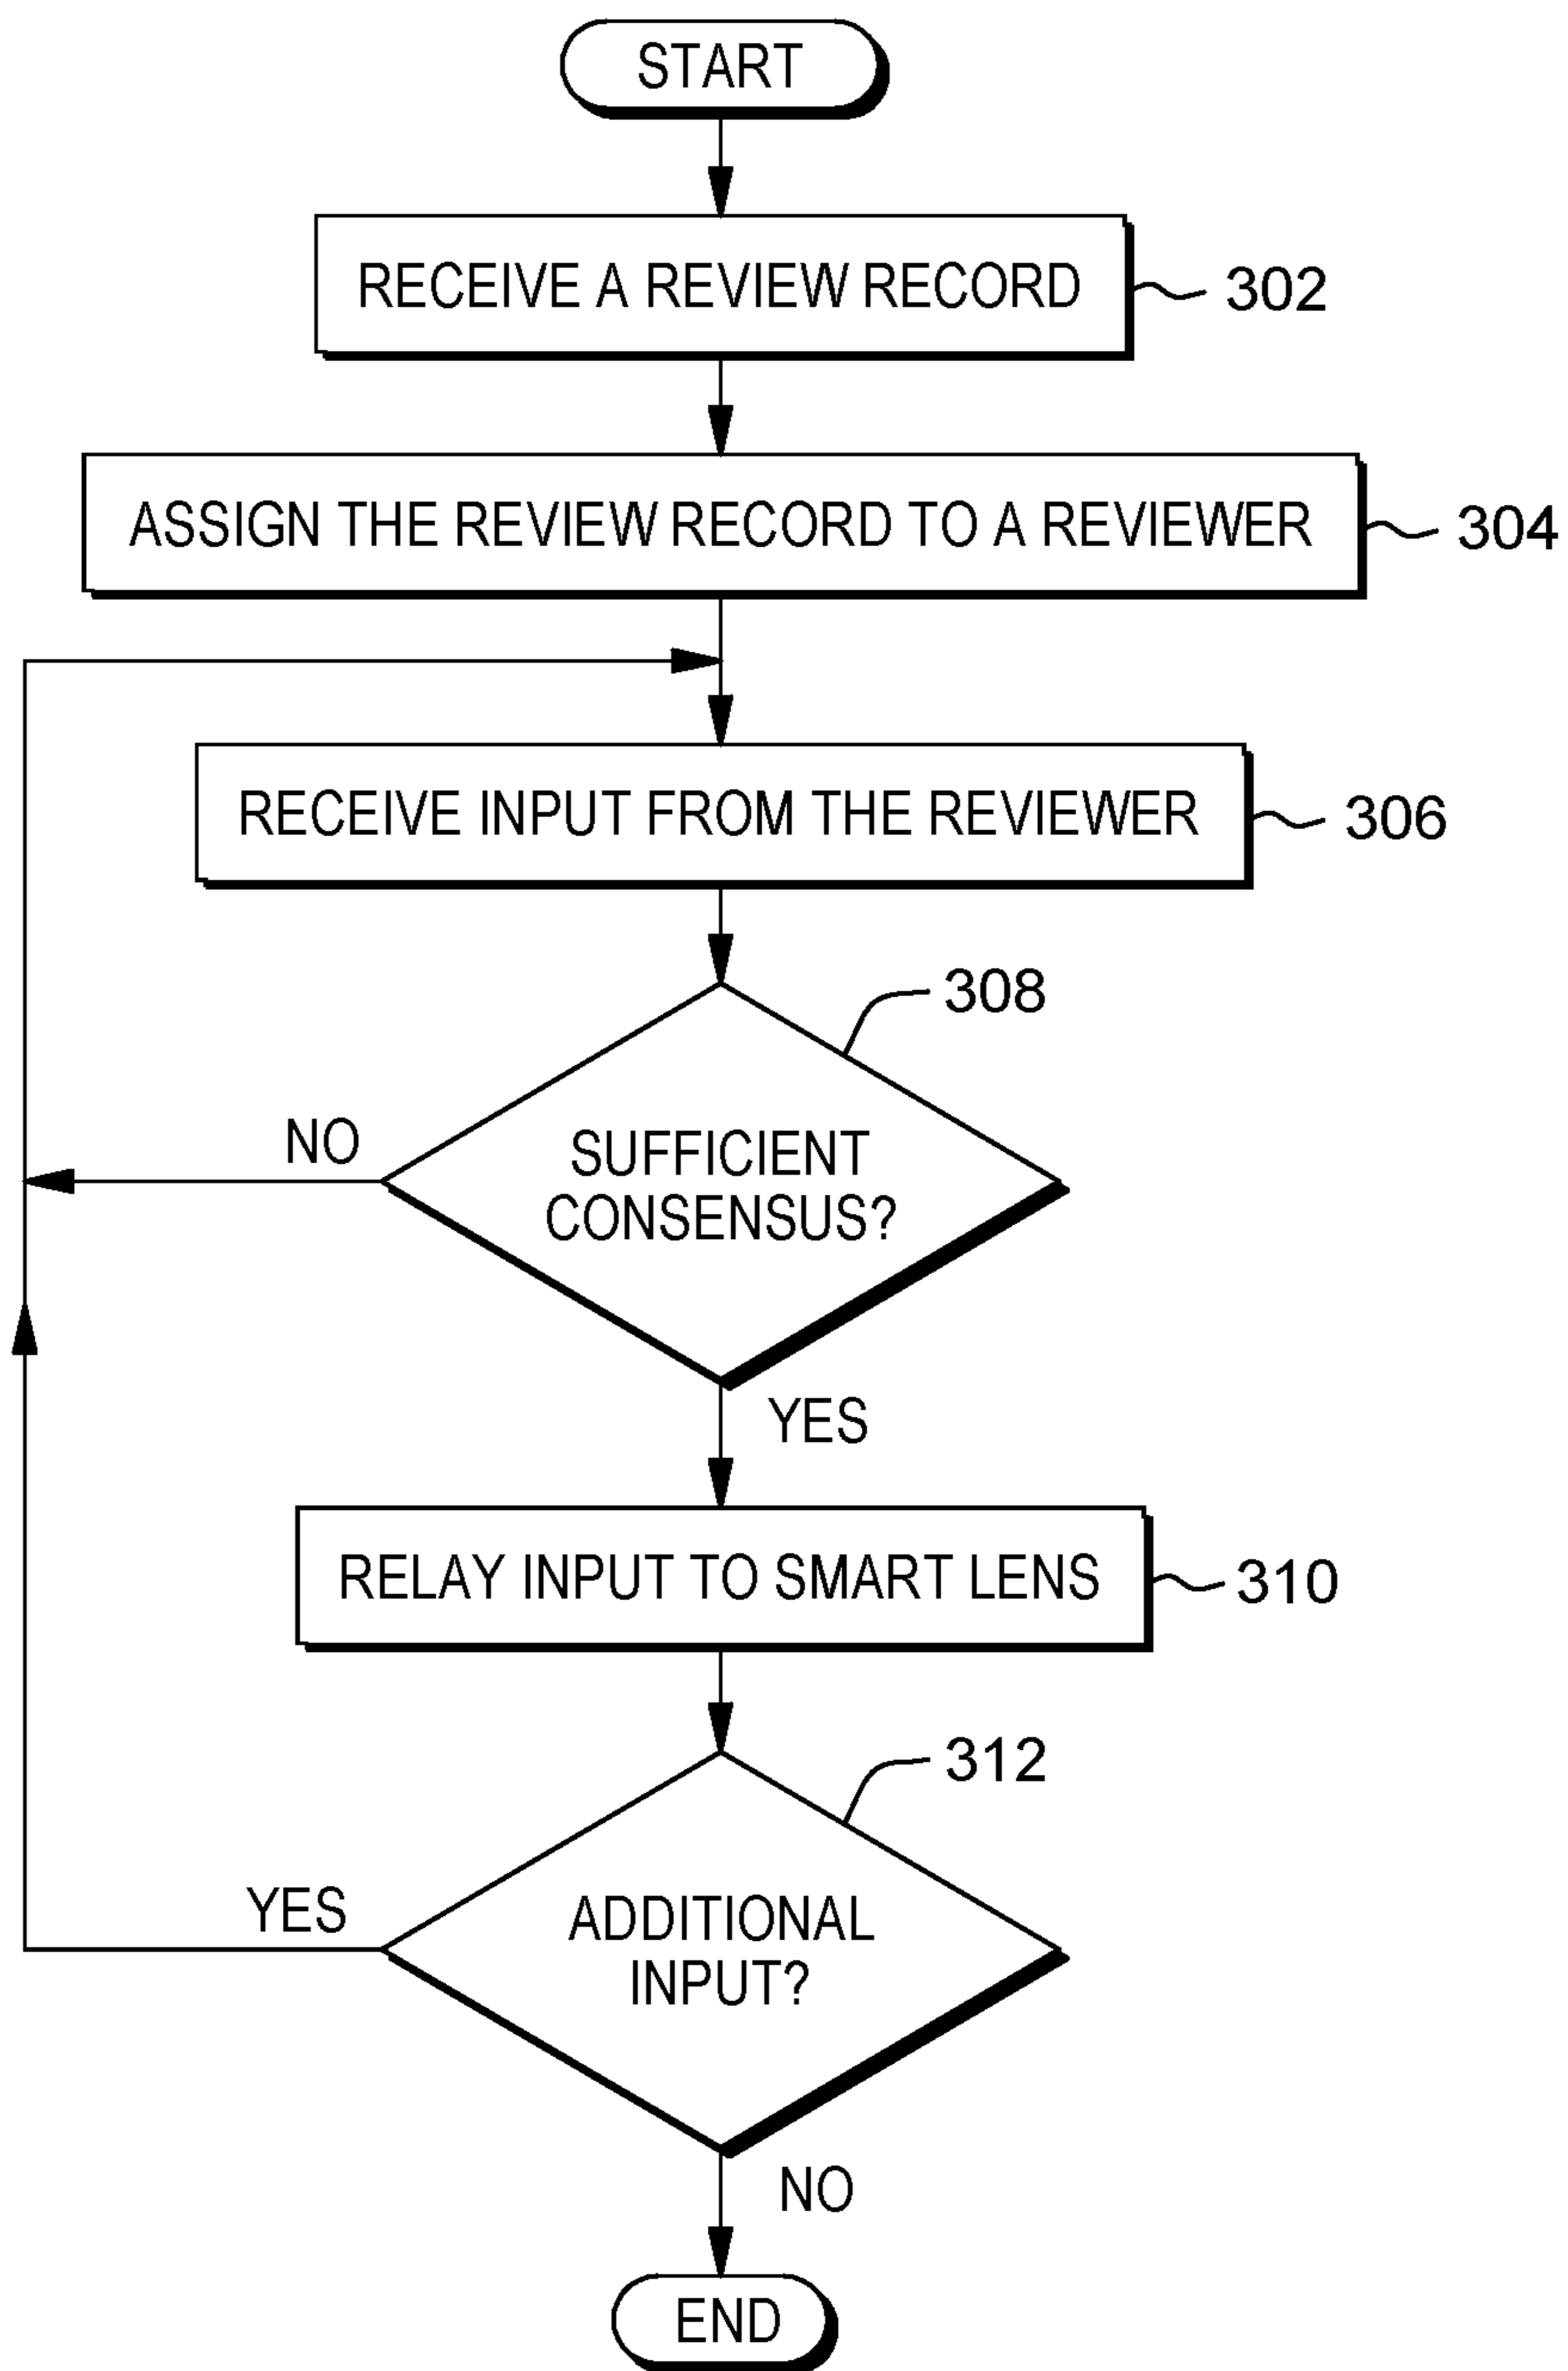 START
RECEIVE A REVIEW RECORD
302
ASSIGN THE REVIEW RECORD TO A REVIEWER
304
RECEIVE INPUT FROM THE REVIEWER
306
308
NO
SUFFICIENT
CONSENSUS?
YES
RELAY INPUT TO SMART LENS
310
312
YES
ADDITIONAL
INPUT?
NO
END